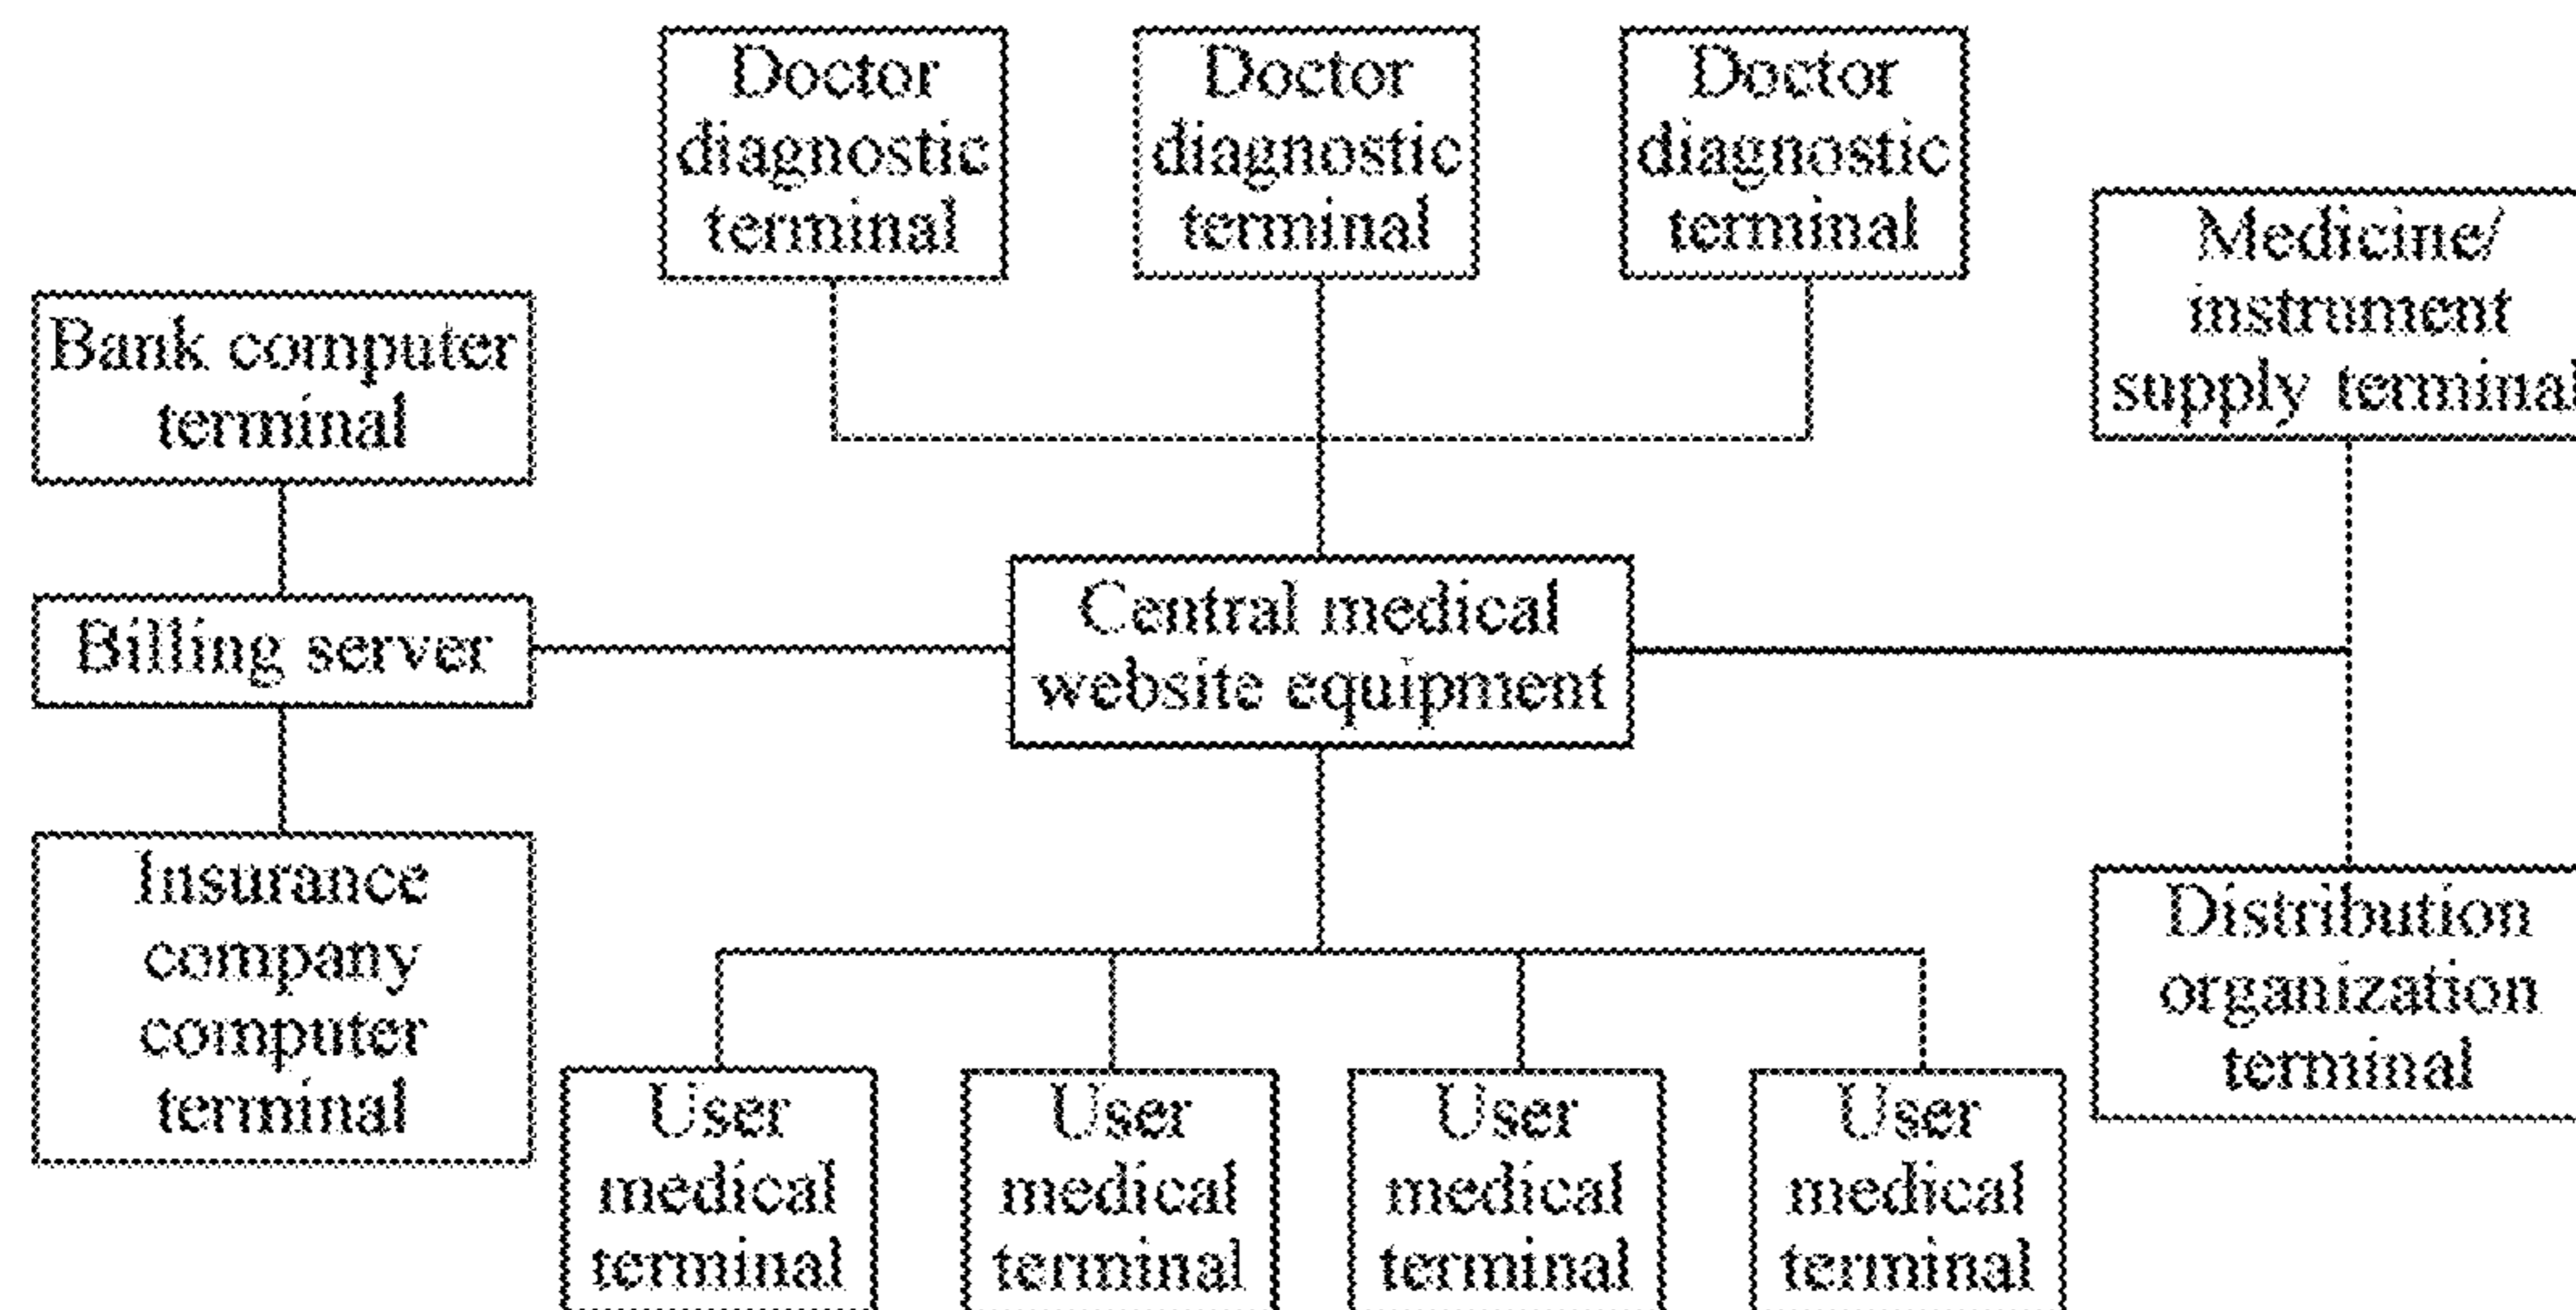 Doctor
diagnostic
terminal
Doctor
diagnostic
terminal
Doctor
diagnostic
terminal
Medicine/
instrument
supply terminal
Bank computer
terminal
Billing server
Central medical
website equipment
Insurance
company
computer
terminal
Distribution
organization
terminal
User
medical
terminal
User
medical
terminal
User
medical
terminal
User
medical
terminal